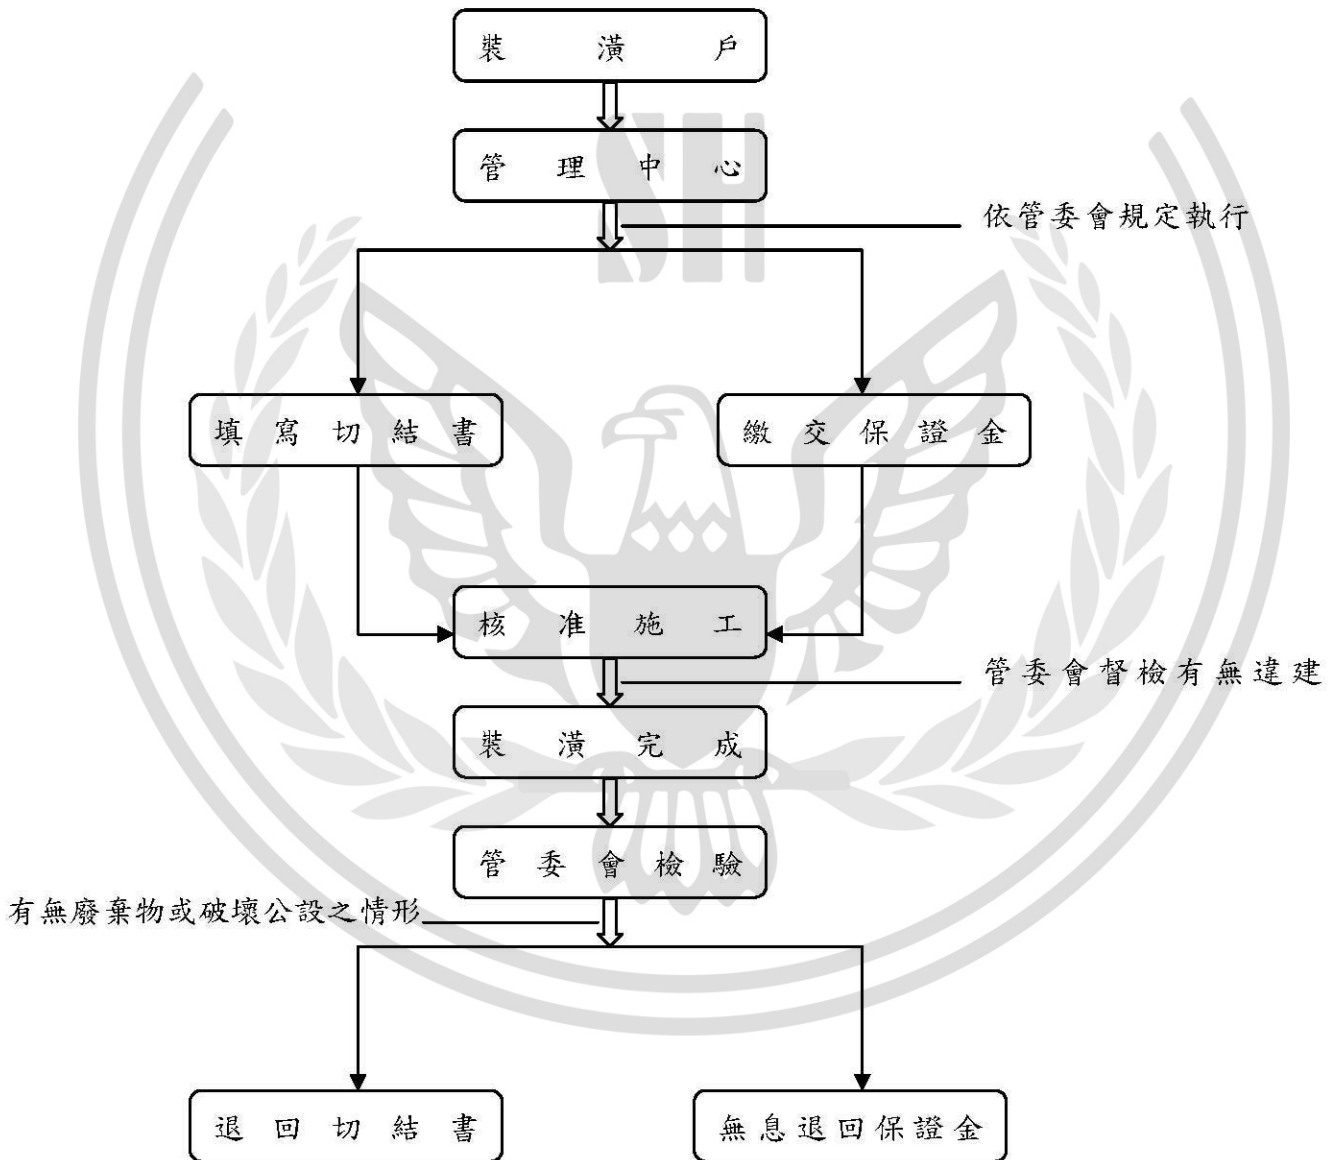 裝潢戶
SH
管理中心
依管委會規定執行
填寫切結書
繳交保證金
核准施工
管委會督檢有無違建
裝潢完成
管委會檢驗
有無廢棄物或破壞公設之情形
退回切結書
無息退回保證金